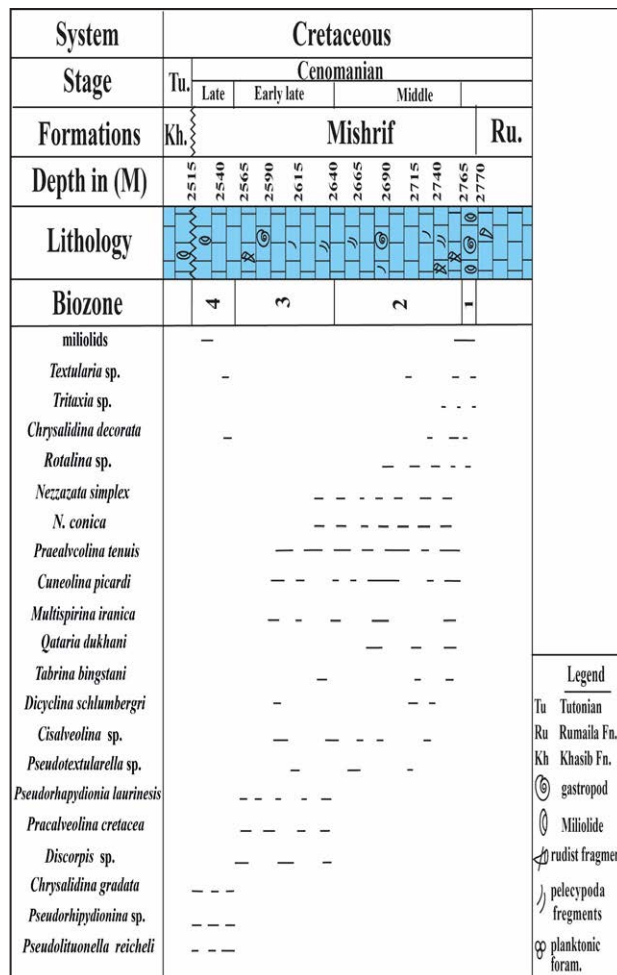 System Cretaceous
Stage Tu. Cenomanian
Late Early late Middle
Formations Kh. Mishrif Ru.
Depth in (M) 2515 2540 2565 2590 2615 2640 2665 2690 2715 2740 2765 2770
Lithology
Biozone 4 3 2 1
miliolids
Textularia sp.
Tritaxia sp.
Chrysalidina decorata
Rotalina sp.
Nezzazata simplex
N. conica
Praealvcolina tenuis
Cuneolina picardi
Multispirina iranica
Qataria dukhani
Tabrina bingstani
Dicyclina schlumbergri
Cisalveolina sp.
Pseudotextularella sp.
Pseudorhapydionia laurinesis
Pracalveolina cretacea
Discorpis sp.
Chrysalidina gradata
Pseudorhipydionina sp.
Pseudolituonella reicheli
Legend
Tu Tutonian
Ru Rumaila Fn.
Kh Khasib Fn.
gastropod
Miliolide
rudist fragment
pelecypoda
fregments
planktonic
foram.